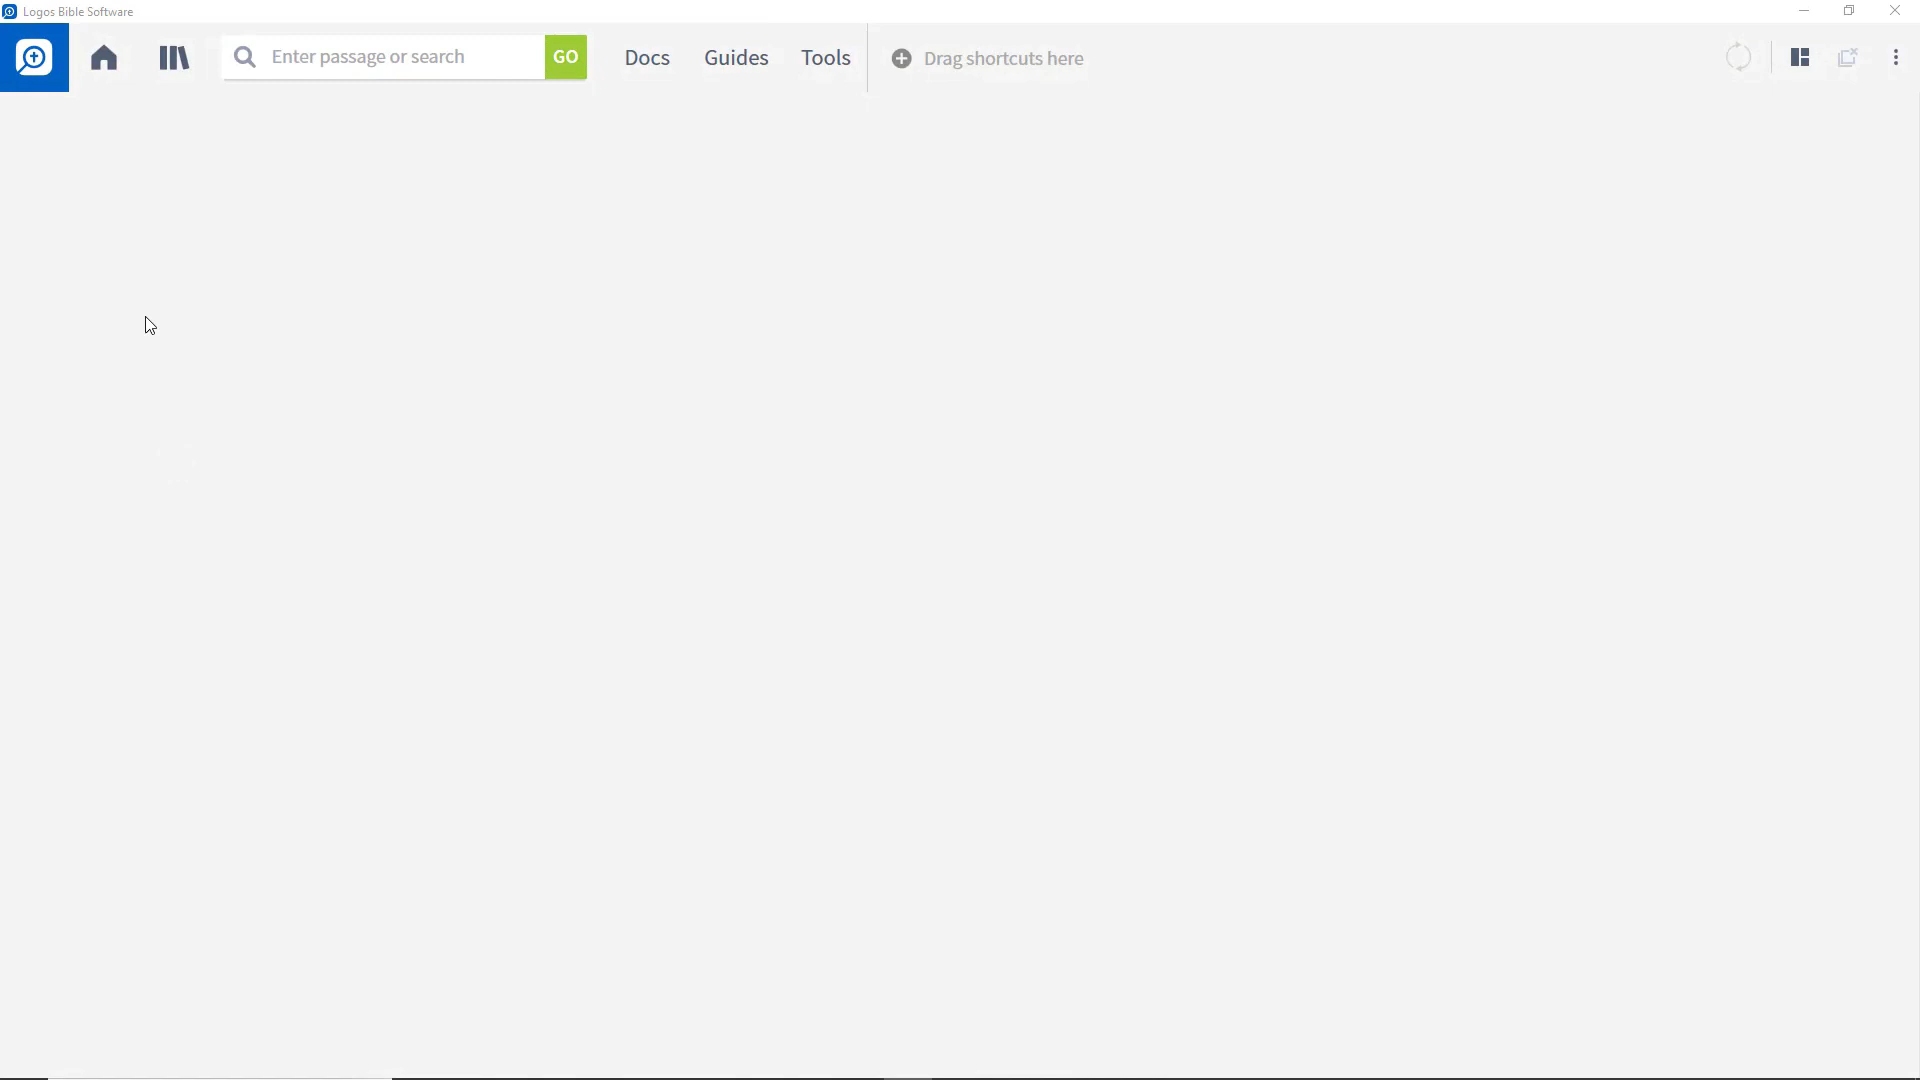 Logos Bible Software
Enter passage or search GO Docs Guides Tools Drag shortcuts here